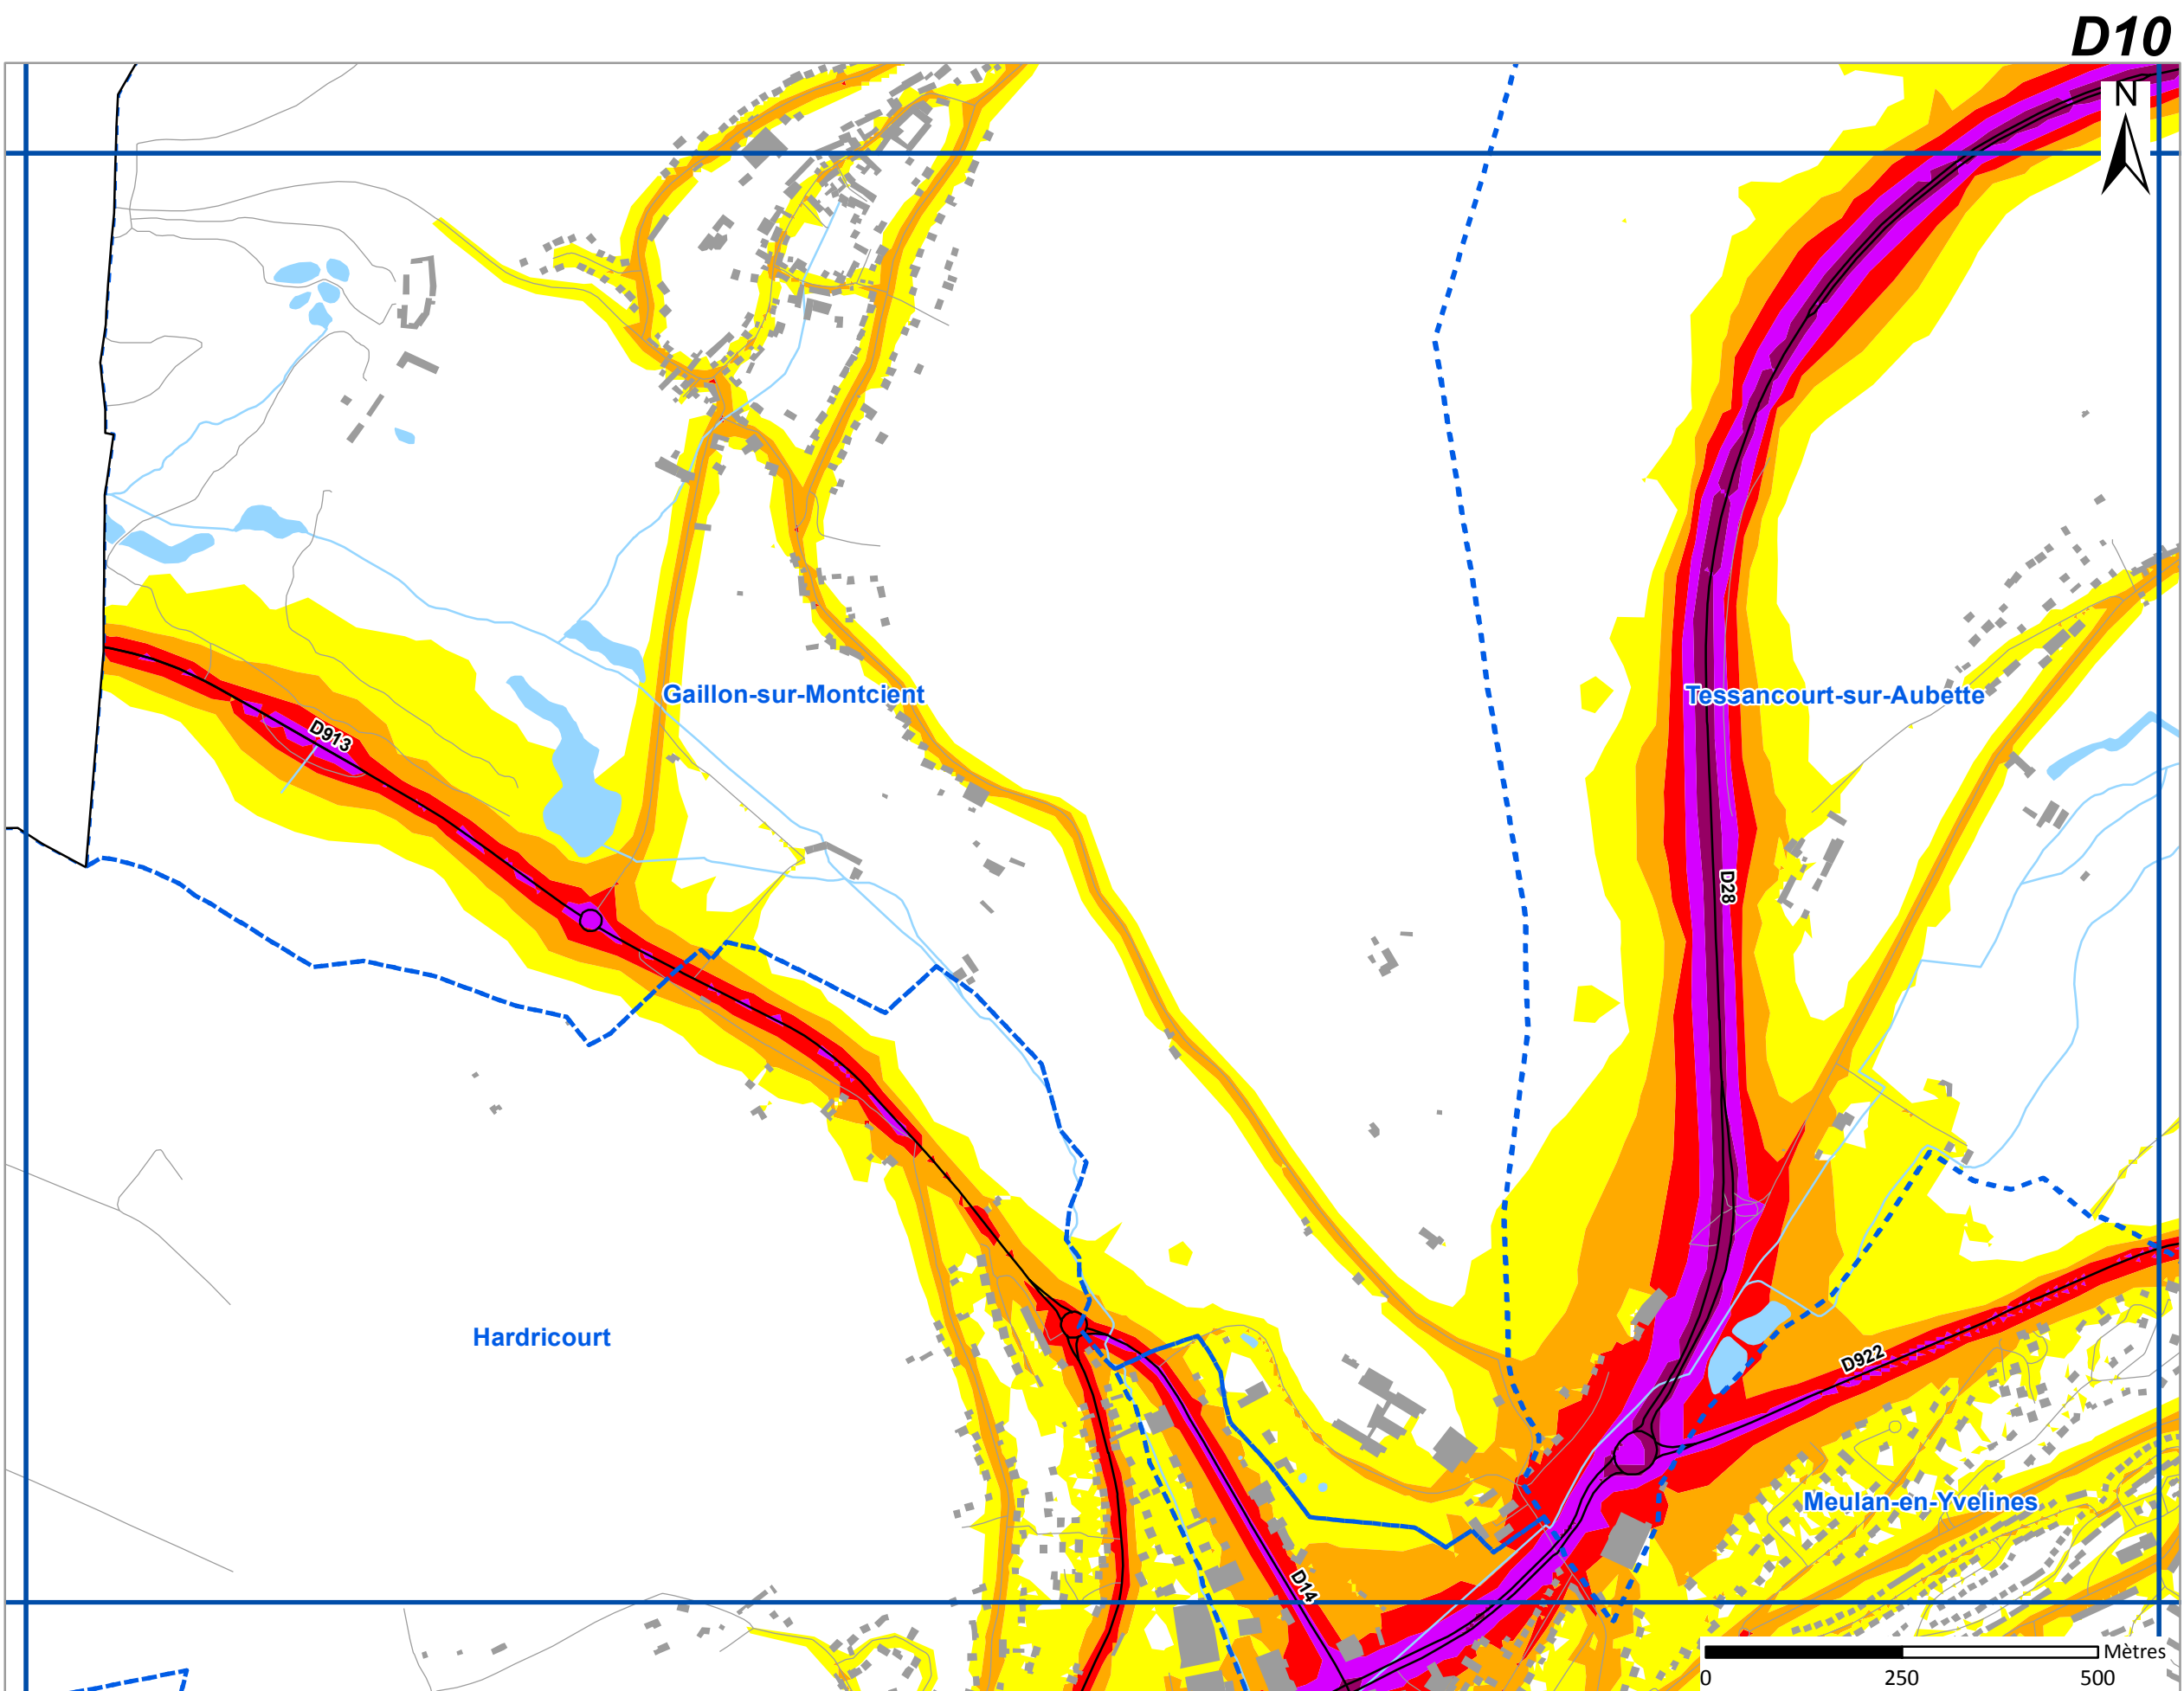 D10
N
Gaillon-sur-Montcient
Tessancourt-sur-Aubette
D913
D28
Hardricourt
D922
Meulan-en-Yvelines
D14
Mètres
0 250 500